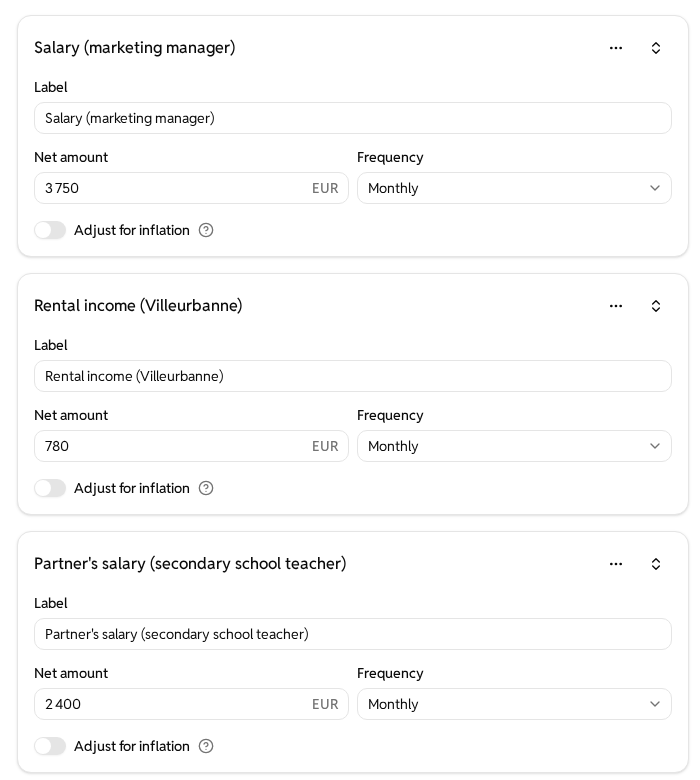 Salary (marketing manager)
Label
Salary (marketing manager)
Net amount Frequency
3 750 EUR Monthly
Adjust for inflation
Rental income (Villeurbanne)
Label
Rental income (Villeurbanne)
Net amount Frequency
780 EUR Monthly
Adjust for inflation
Partner's salary (secondary school teacher)
Label
Partner's salary (secondary school teacher)
Net amount Frequency
2 400 EUR Monthly
Adjust for inflation